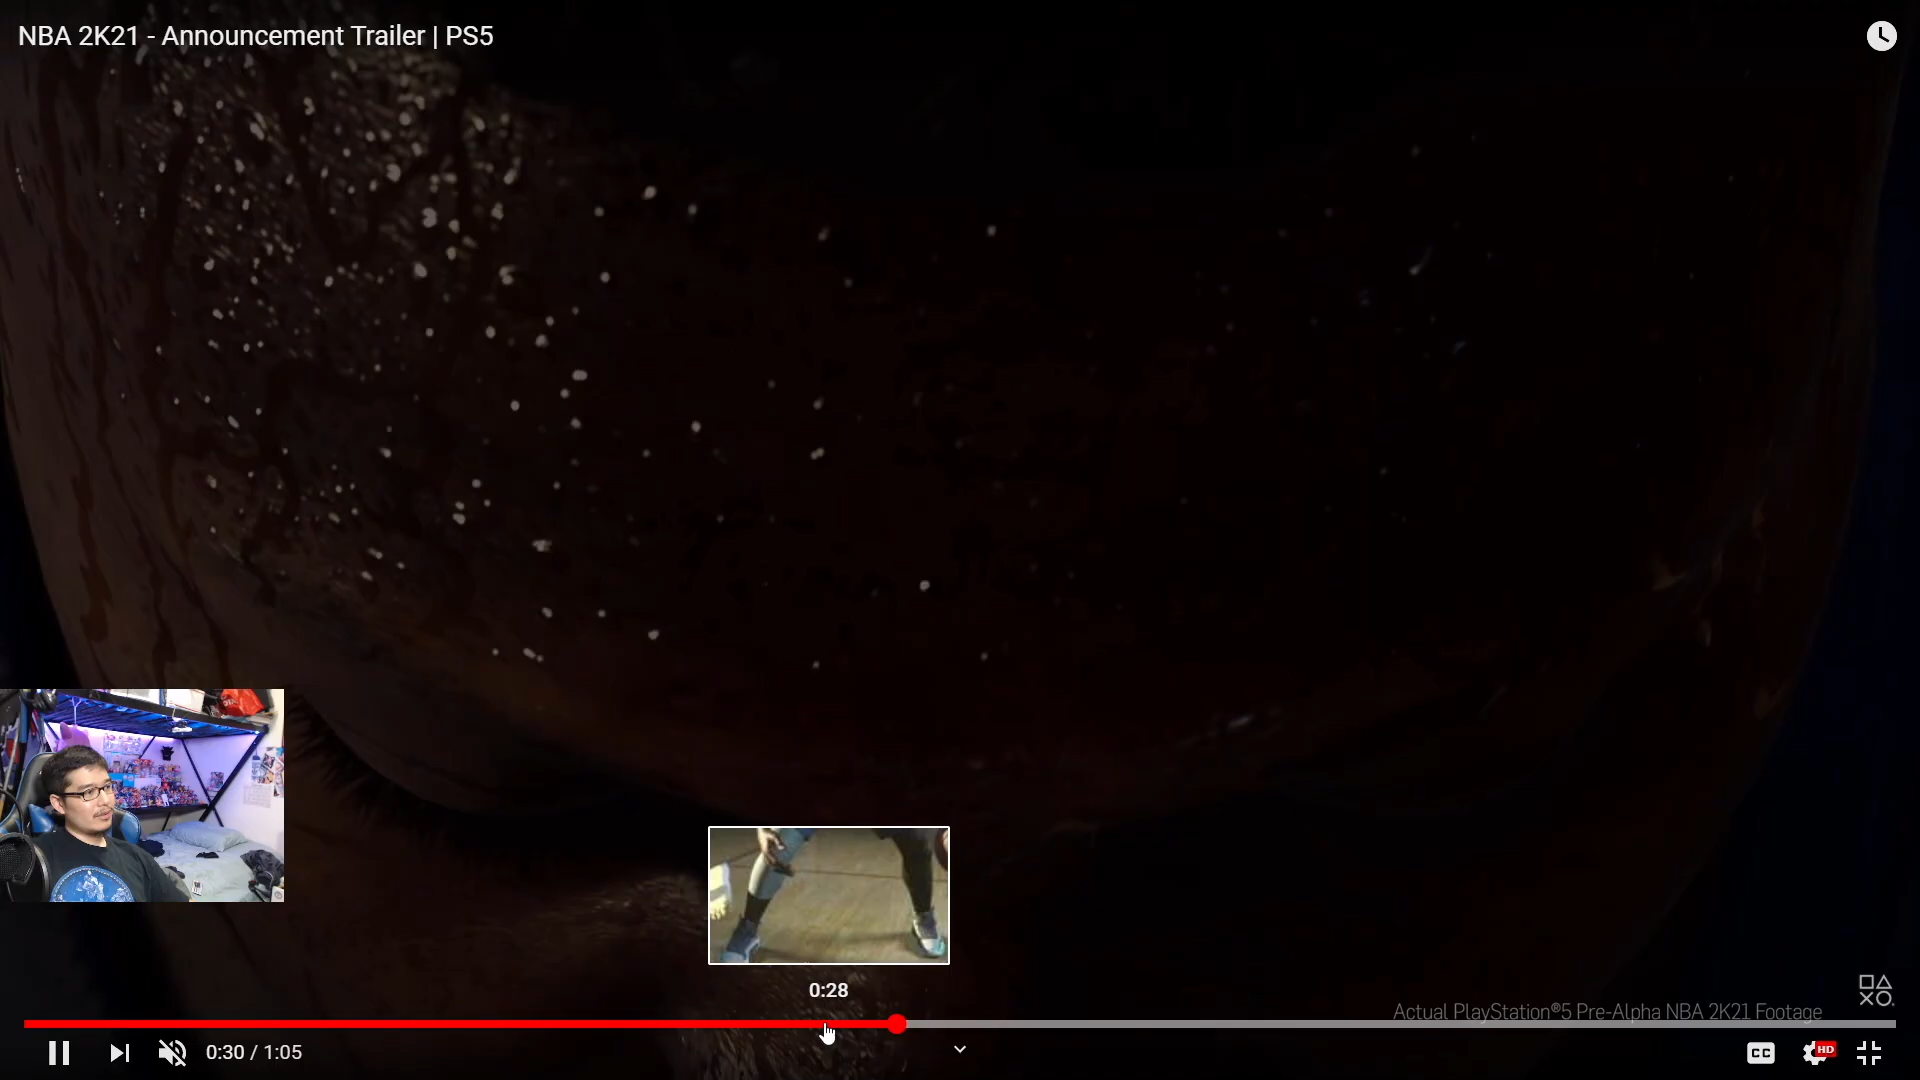 NBA 2K21 - Announcement Trailer | PS5
0:28
Actual PlayStation®5 Pre-Alpha NBA 2K21 Footage
0:30 / 1:05
CC
HD